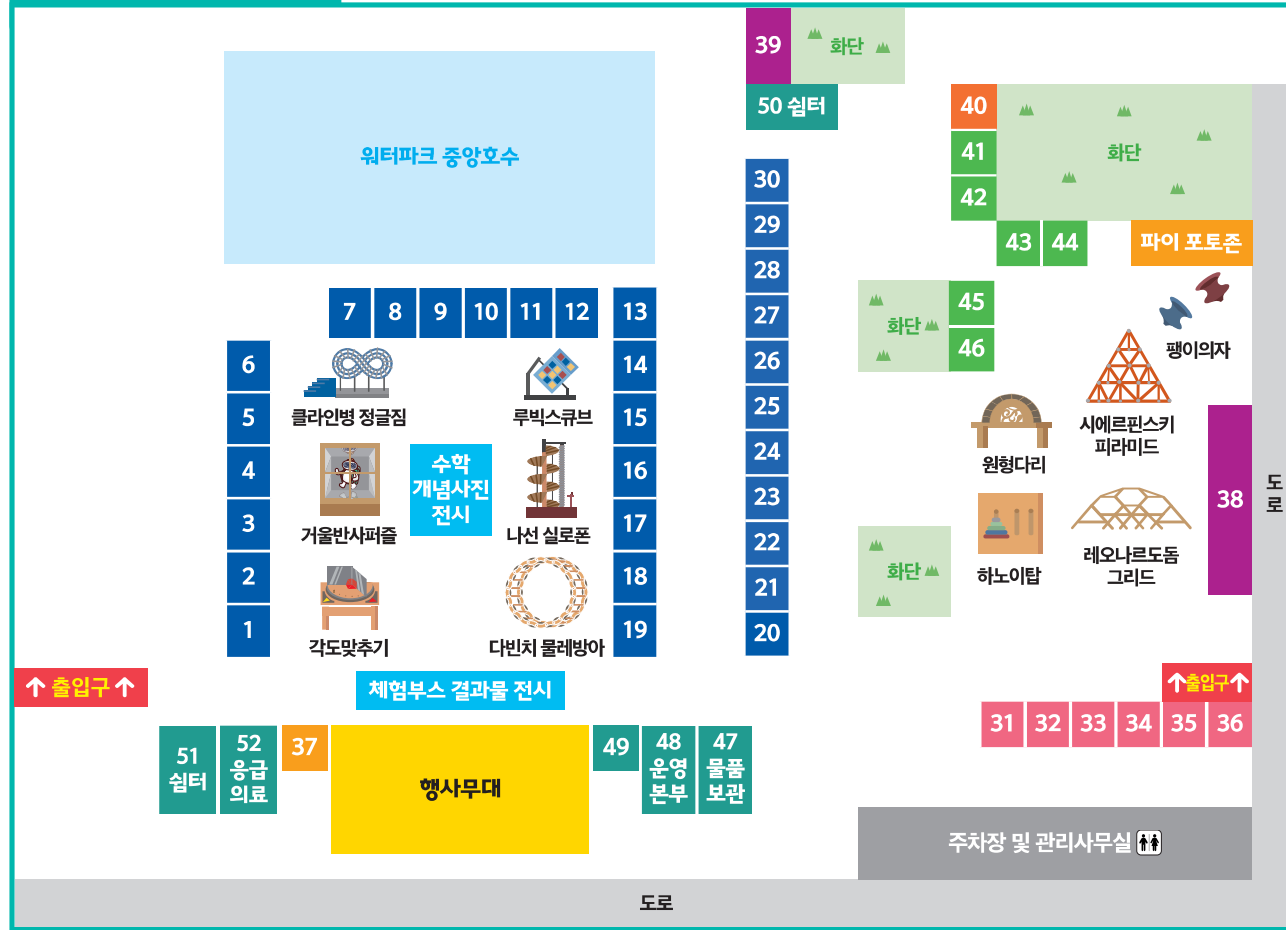 39
화단
50 쉼터
워터파크 중앙호수
40
41
42
화단
43
44
파이 포토존
30
29
28
27
26
25
24
23
22
21
20
7
8
9
10
11
12
13
6
5
4
3
2
1
14
15
16
17
18
19
클라인병 정글짐
루빅스큐브
거울반사퍼즐
수학
개념사진
전시
나선 실로폰
각도맞추기
다빈치 물레방아
화단
45
46
팽이의자
시에르핀스키
피라미드
원형다리
38
도
로
하노이탑
레오나르도돔
그리드
화단
↑ 출입구 ↑
체험부스 결과물 전시
↑출입구↑
31
32
33
34
35
36
51
쉼터
52
응급
의료
37
행사무대
49
48
운영
본부
47
물품
보관
주차장 및 관리사무실
도로